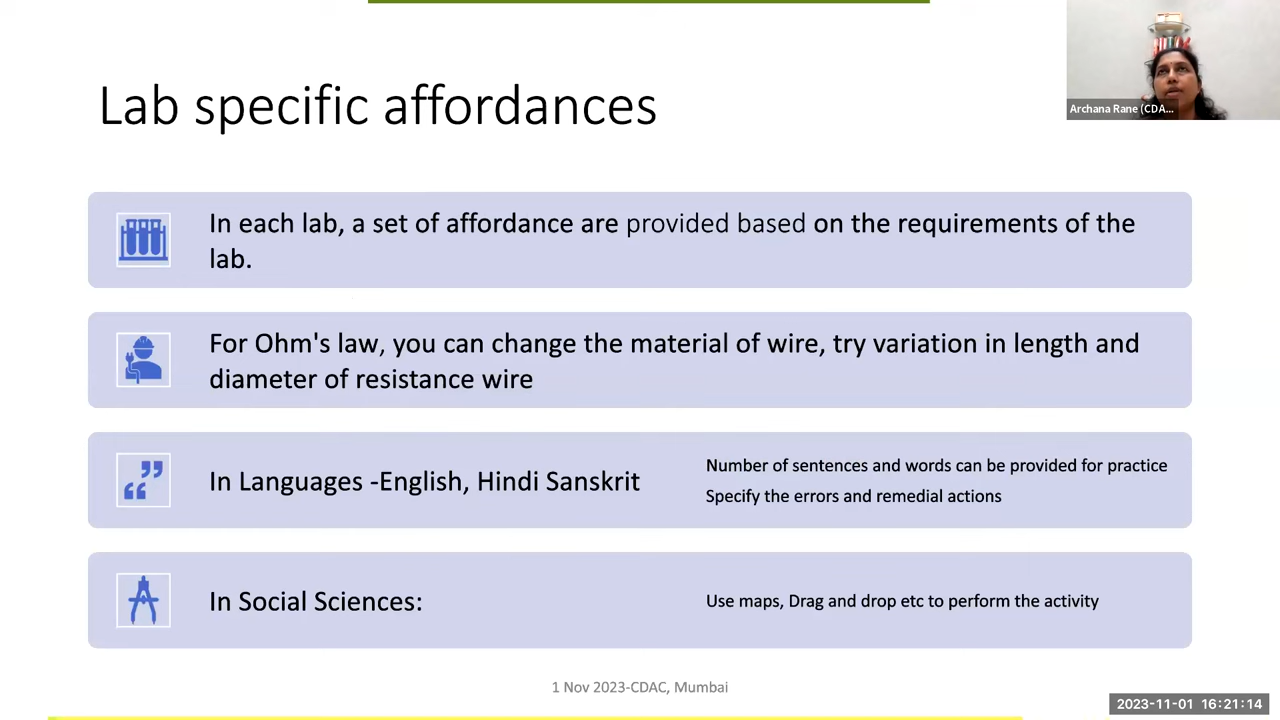 Lab specific affordances
Archana Rane (CDA...
In each lab, a set of affordance are provided based on the requirements of the
lab.
For Ohm's law, you can change the material of wire, try variation in length and
diameter of resistance wire
In Languages -English, Hindi Sanskrit
Number of sentences and words can be provided for practice
Specify the errors and remedial actions
In Social Sciences:
Use maps, Drag and drop etc to perform the activity
1 Nov 2023-CDAC, Mumbai
2023-11-01 16:21:14